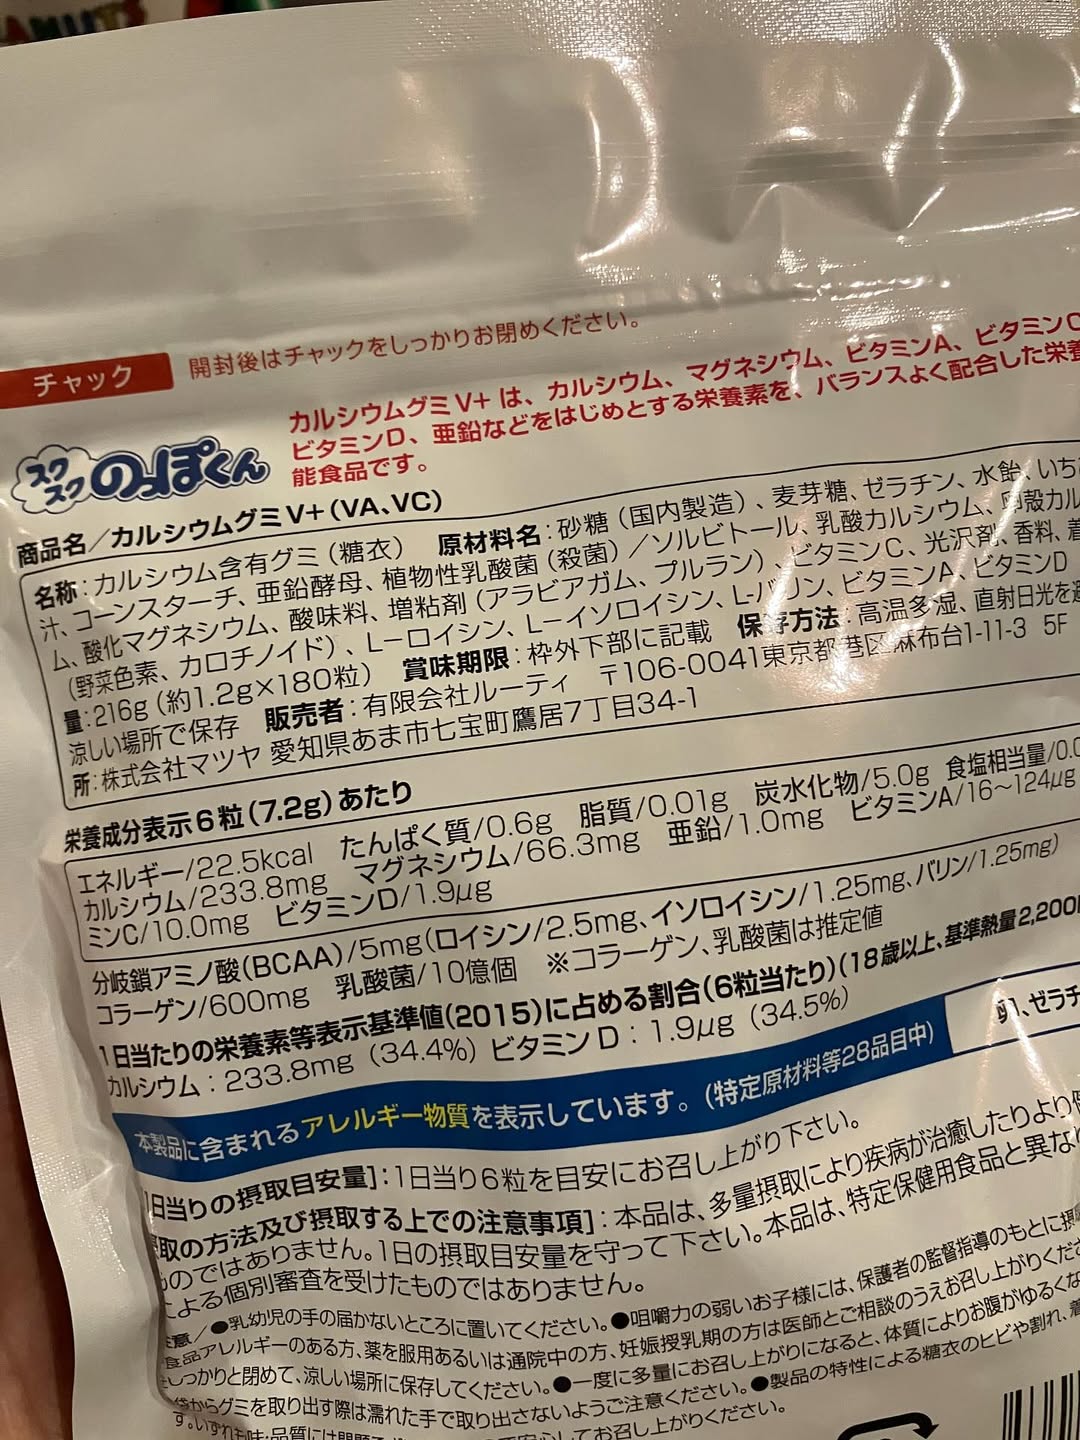 チャック
開封後はチャックをしっかりお閉めください。
カルシウムグミV+は、カルシウム、マグネシウム、ビタミンA、ビタミンC
ビタミンD、亜鉛などをはじめとする栄養素を、バランスよく配合した栄養
能食品です。
スクスクのっぽくん
商品名／カルシウムグミV+(VA、VC)
名称：カルシウム含有グミ（糖衣） 原材料名：砂糖（国内製造）、麦芽糖、ゼラチン、水飴、いち
汁、コーンスターチ、亜鉛酵母、植物性乳酸菌（殺菌）／ソルビトール、乳酸カルシウム、卵殻カル
ム、酸化マグネシウム、酸味料、増粘剤（アラビアガム、プルラン）、ビタミンC、光沢剤、香料、着
（野菜色素、カロチノイド）、L－ロイシン、L－イソロイシン、L-バリン、ビタミンA、ビタミンD
量：216g（約1.2g×180粒） 賞味期限：枠外下部に記載 保存方法：高温多湿、直射日光を避
涼しい場所で保存 販売者：有限会社ルーティ 〒106-0041東京都港区麻布台1-11-3 5F
所：株式会社マツヤ 愛知県あま市七宝町鷹居7丁目34-1
栄養成分表示6粒(7.2g)あたり
エネルギー/22.5kcal たんぱく質/0.6g 脂質/0.01g 炭水化物/5.0g 食塩相当量/0.0
カルシウム/233.8mg マグネシウム/66.3mg 亜鉛/1.0mg ビタミンA/16～124μg
ミンC/10.0mg ビタミンD/1.9μg
分岐鎖アミノ酸(BCAA)/5mg(ロイシン/2.5mg、イソロイシン/1.25mg、バリン/1.25mg)
コラーゲン/600mg 乳酸菌/10億個 ※コラーゲン、乳酸菌は推定値
1日当たりの栄養素等表示基準値(2015)に占める割合(6粒当たり)(18歳以上、基準熱量2,200
カルシウム：233.8mg（34.4%）ビタミンD：1.9μg（34.5%）
本製品に含まれるアレルギー物質を表示しています。(特定原材料等28品目中)
卵、ゼラチ
1日当りの摂取目安量]：1日当り6粒を目安にお召し上がり下さい。
取の方法及び摂取する上での注意事項]：本品は、多量摂取により疾病が治癒したりより健
ものではありません。1日の摂取目安量を守って下さい。本品は、特定保健用食品と異なり
による個別審査を受けたものではありません。
注意／●乳幼児の手の届かないところに置いてください。●咀嚼力の弱いお子様には、保護者の監督指導のもとに摂
食品アレルギーのある方、薬を服用あるいは通院中の方、妊娠授乳期の方は医師とご相談のうえお召し上がりくだ
をしっかりと閉めて、涼しい場所に保存してください。●一度に多量にお召し上がりになると、体質によりお腹がゆるくな
袋からグミを取り出す際は濡れた手で取り出さないようご注意ください。●製品の特性による糖衣のヒビや割れ、着
す。いずれも味・品質には問題
安心してお召し上がりください。